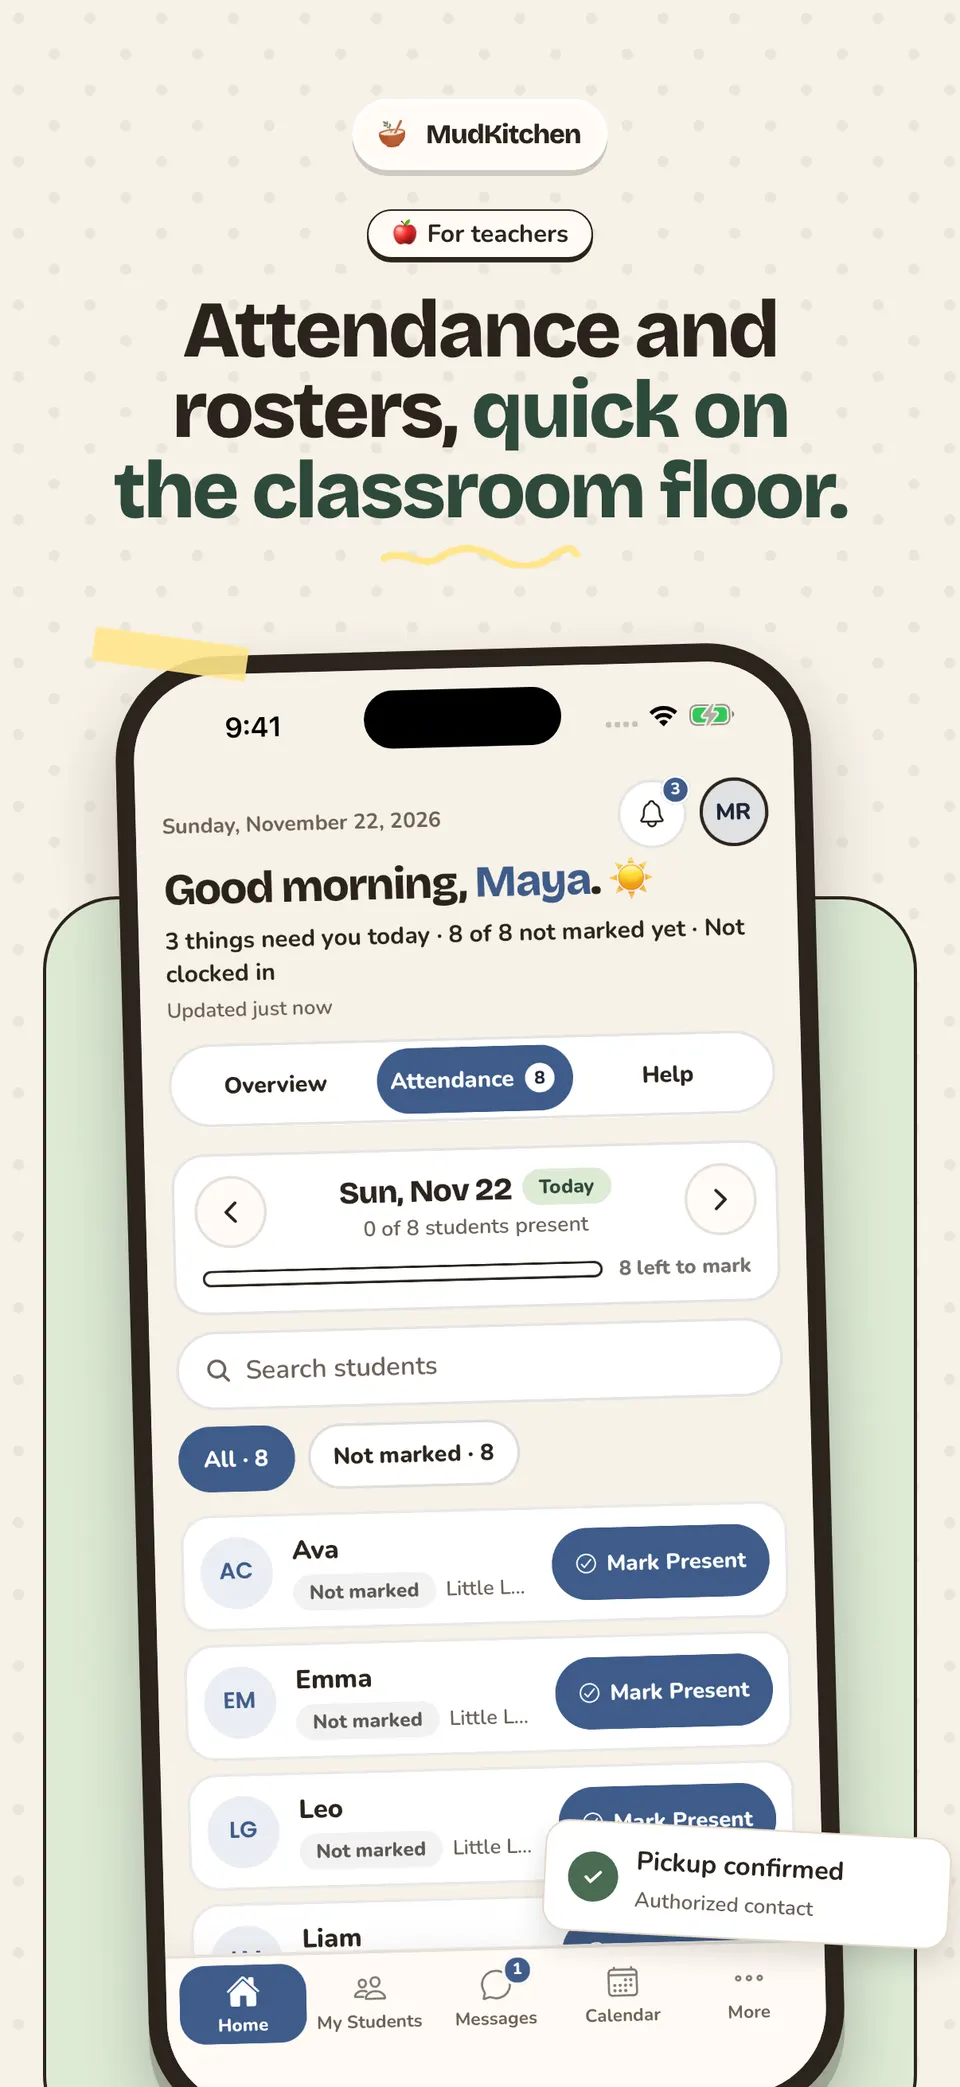 MudKitchen
For teachers
Attendance and
rosters, quick on
the classroom floor.
9:41
Sunday, November 22, 2026
3
MR
Good morning, Maya.
3 things need you today · 8 of 8 not marked yet · Not
clocked in
Updated just now
Overview
Attendance 8
Help
Sun, Nov 22 Today
0 of 8 students present
8 left to mark
Search students
All · 8
Not marked · 8
AC
Ava
Not marked Little L...
Mark Present
EM
Emma
Not marked Little L...
Mark Present
LG
Leo
Not marked Little L...
Mark Present
Pickup confirmed
Authorized contact
Liam
Home
My Students
1
Messages
Calendar
More